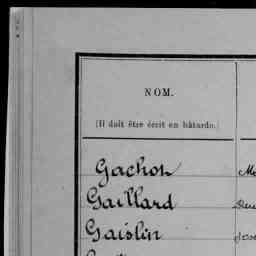 NOM.
(Il doit être écrit en bâtarde.)
Gachon
Gaillard
Gaislin